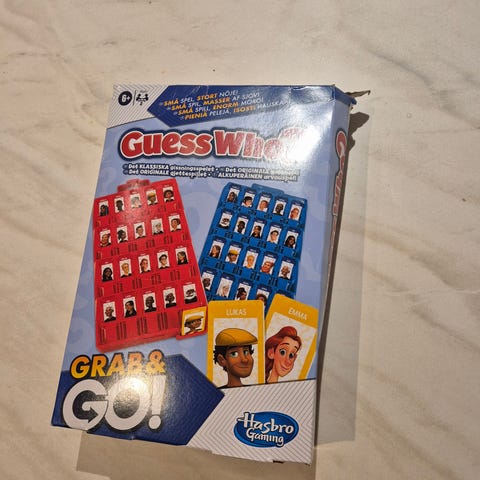 6+
SMÅ SPEL, STORT NÖJE!
SMÅ SPIL, MASSER AF SJOV!
SMÅ SPILL, ENORM MORO!
PIENIÄ PELEJÄ, ISOSTI HAUSKAA!
Guess Who?
Det KLASSISKA gissningsspelet • Det ORIGINALE
Det ORIGINALE gjettespillet • ALKUPERÄINEN arvauspeli
LUKAS
EMMA
GRAB &
GO!
Hasbro
Gaming